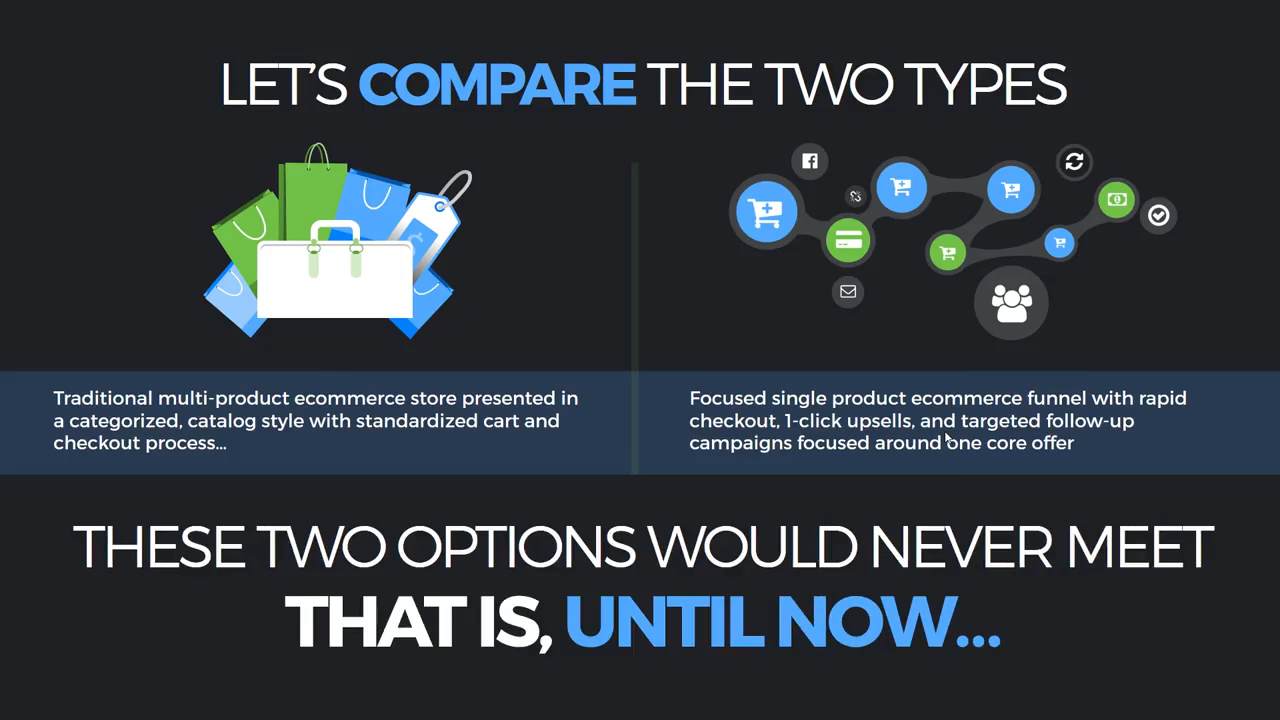 LET'S COMPARE THE TWO TYPES
Traditional multi-product ecommerce store presented in
a categorized, catalog style with standardized cart and
checkout process...
Focused single product ecommerce funnel with rapid
checkout, 1-click upsells, and targeted follow-up
campaigns focused around one core offer
THESE TWO OPTIONS WOULD NEVER MEET
THAT IS, UNTIL NOW...